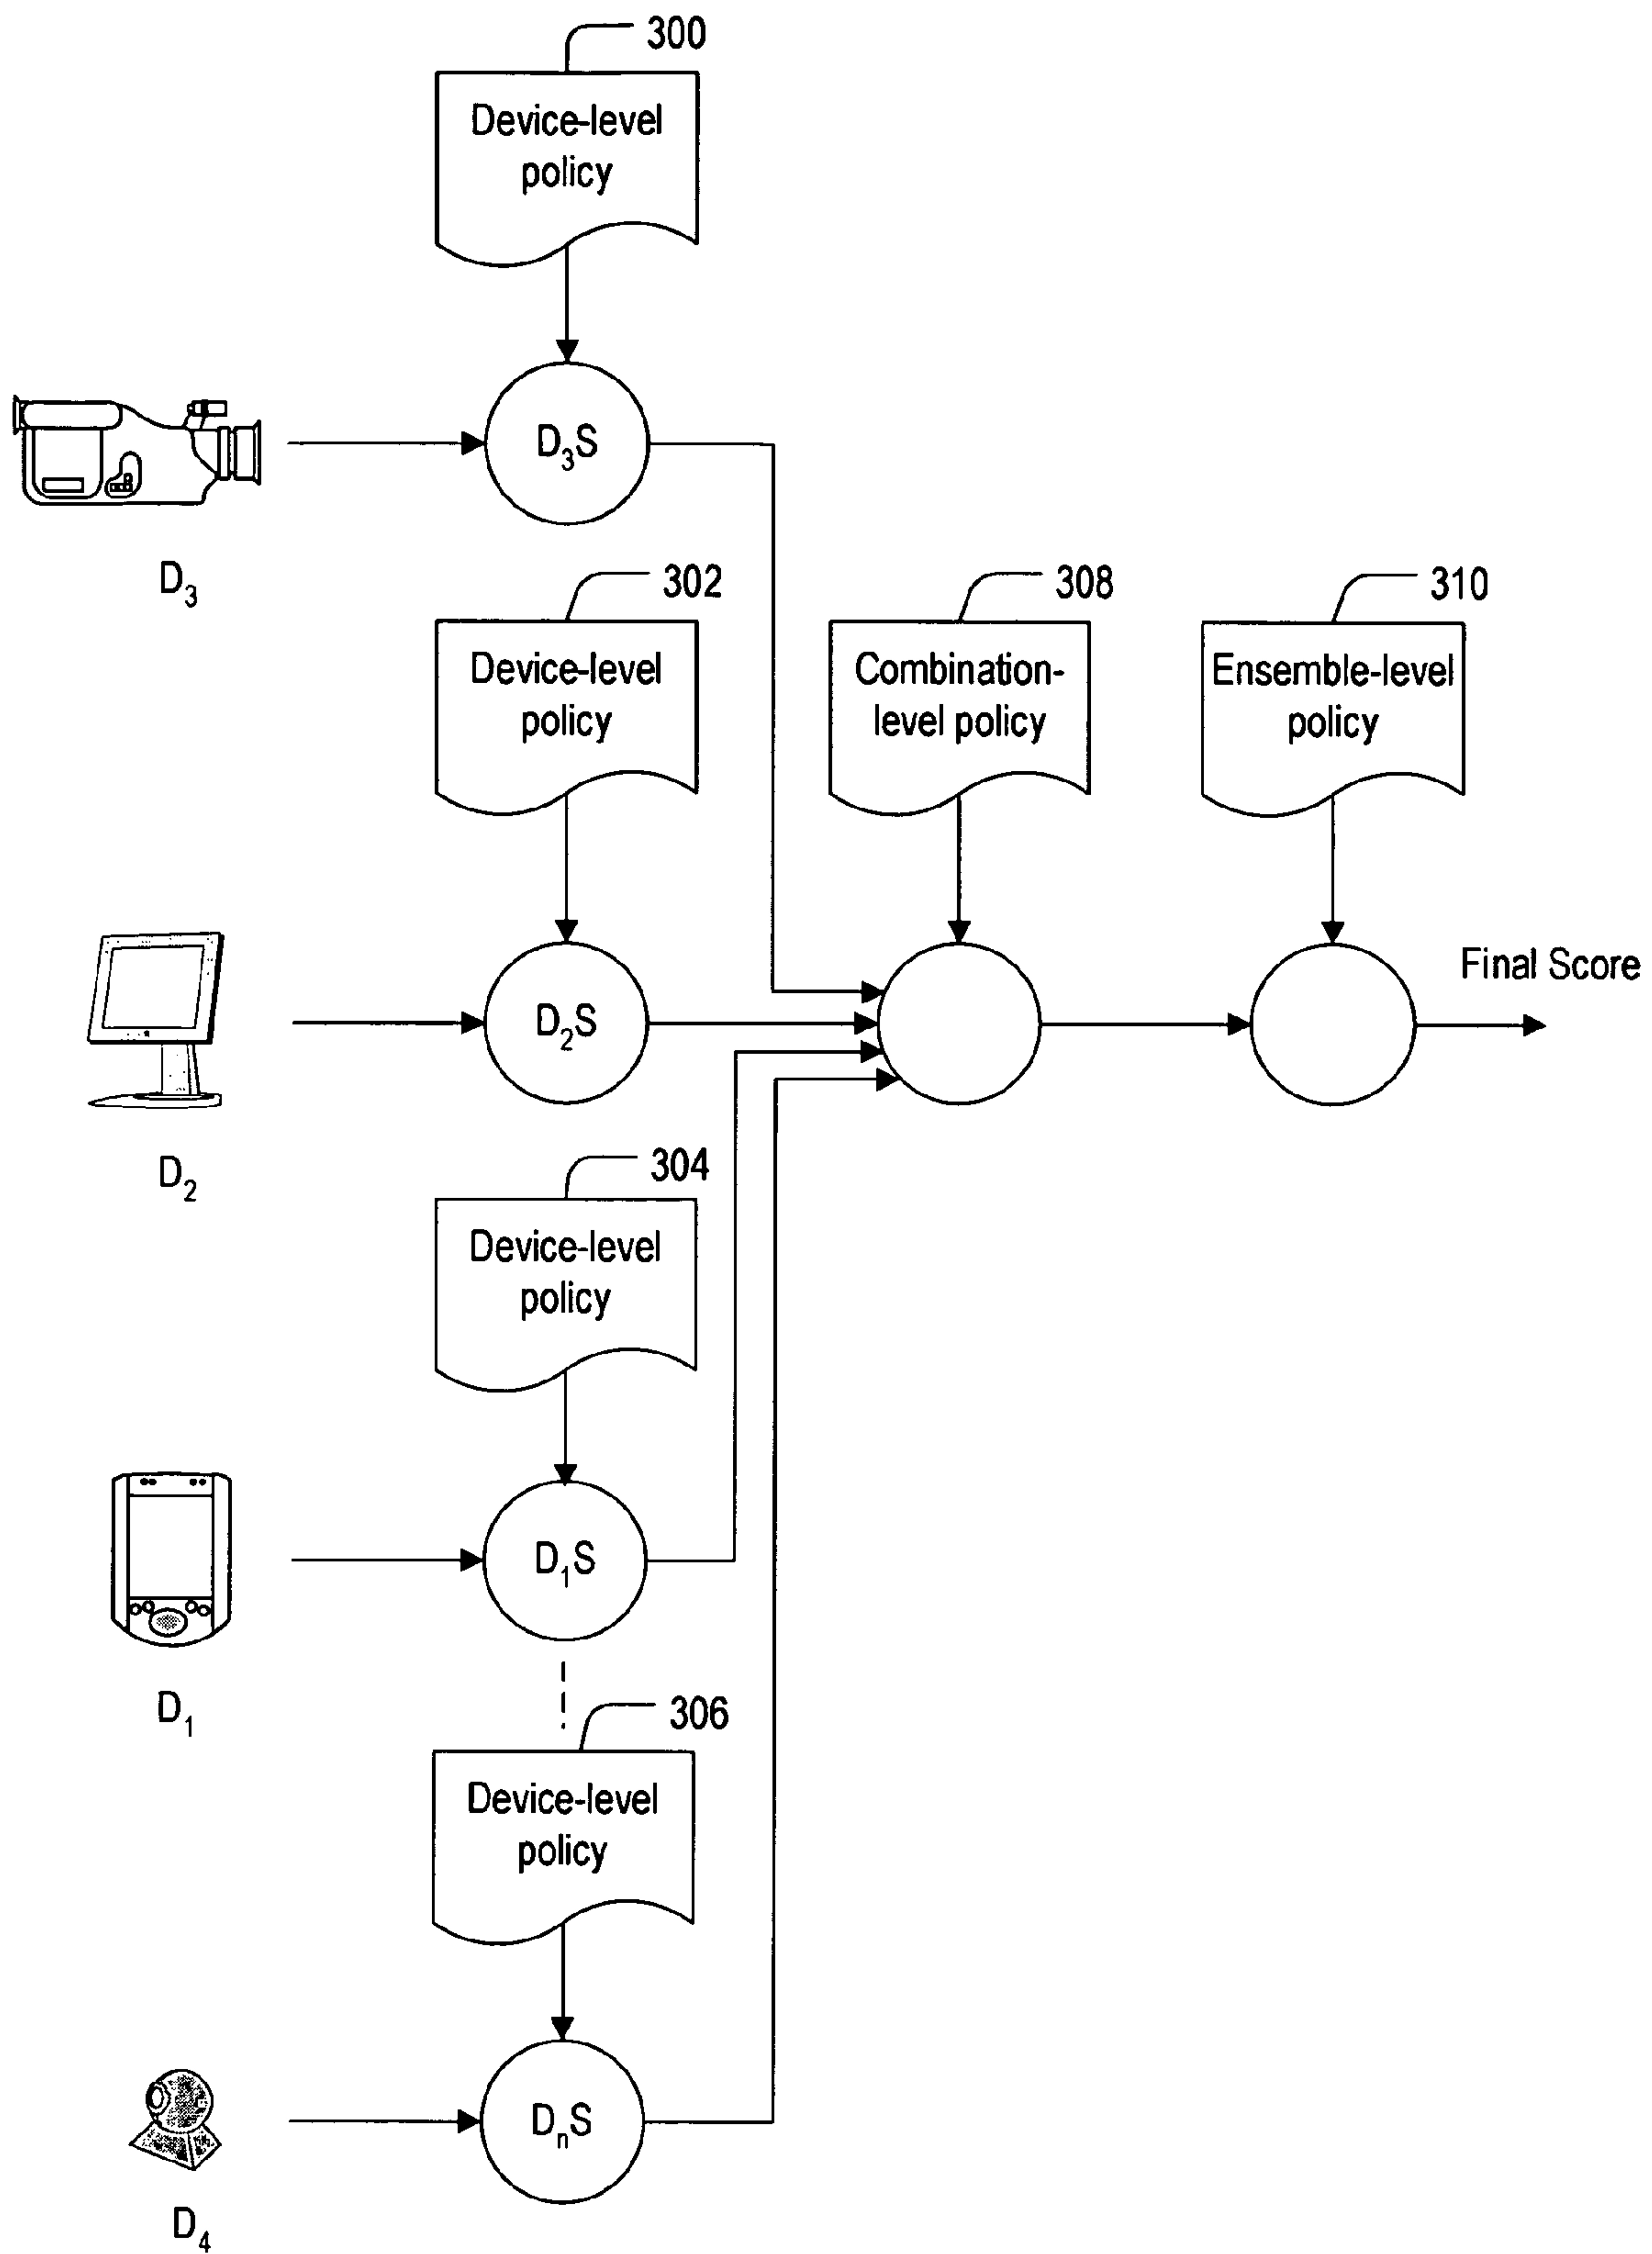 300
Device-level
policy
D₃S
D₃
302
308
310
Device-level
policy
Combination-
level policy
Ensemble-level
policy
Final Score
D₂S
D₂
304
Device-level
policy
D₁S
D₁
306
Device-level
policy
DₙS
D₄